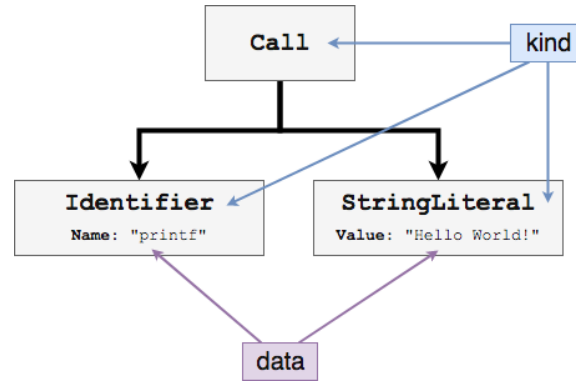 Call
kind
Identifier
Name: "printf"
StringLiteral
Value: "Hello World!"
data